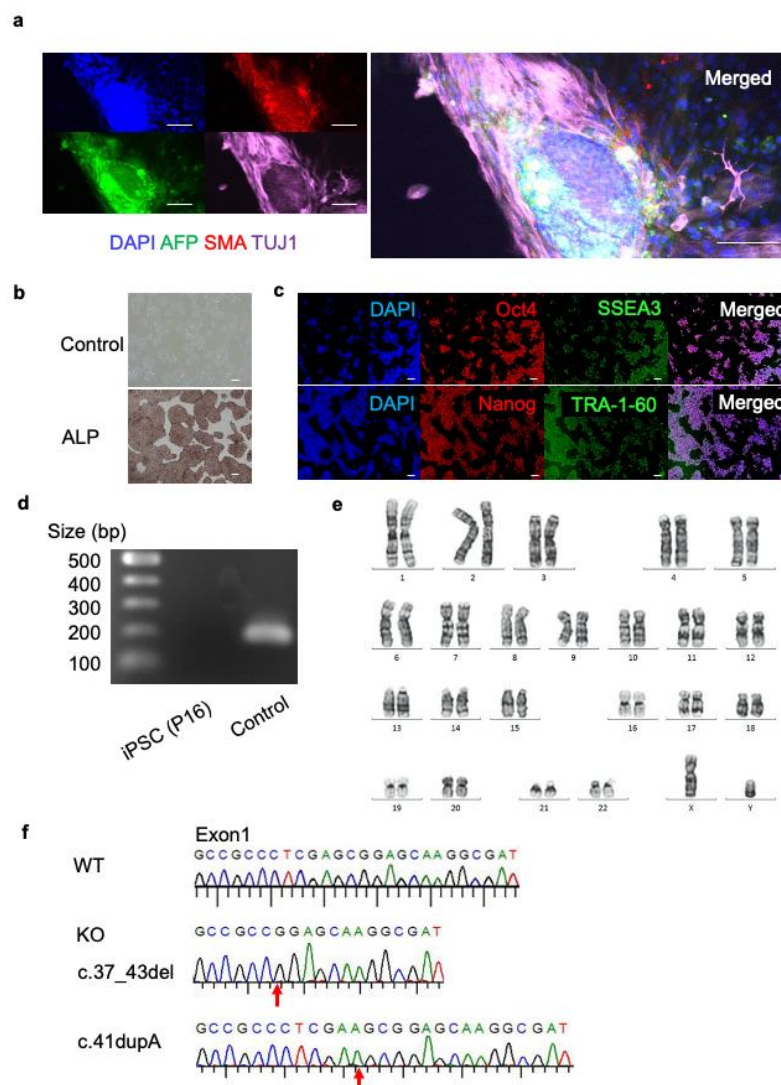 a
Merged
DAPI AFP SMA TUJ1
b
Control
ALP
c
DAPI
Oct4
SSEA3
Merged
DAPI
Nanog
TRA-1-60
Merged
d
Size (bp)
500
400
300
200
100
iPSC (P16)
Control
e
1 2 3 4 5
6 7 8 9 10 11 12
13 14 15 16 17 18
19 20 21 22 X Y
f
Exon1
WT
GCCGCCCTCGAGCGGAGCAAGGCGAT
KO
c.37_43del
GCCGCCGGAGCAAGGCGAT
c.41dupA
GCCGCCCTCGAAGCGGAGCAAGGCGAT